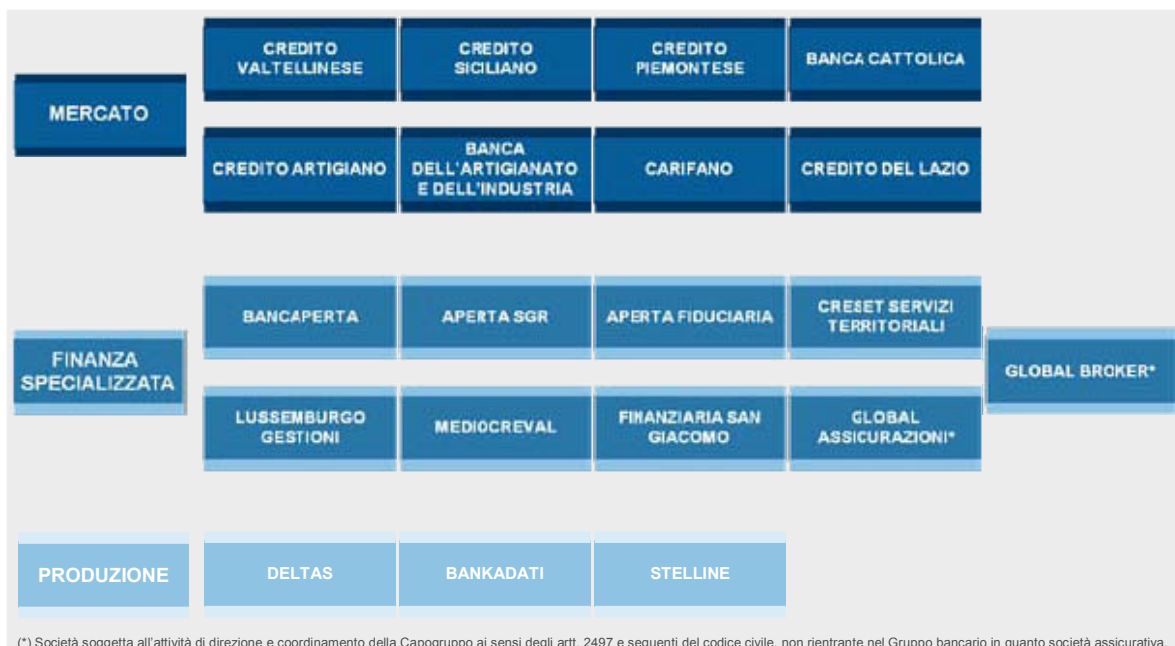 CREDITO
VALTELLINESE
CREDITO
SICILIANO
CREDITO
PIEMONTESE
BANCA CATTOLICA
MERCATO
CREDITO ARTIGIANO
BANCA
DELL'ARTIGIANATO
E DELL'INDUSTRIA
CARIFANO
CREDITO DEL LAZIO
BANCAPERTA
APERTA SGR
APERTA FIDUCIARIA
CRESET SERVIZI
TERRITORIALI
FINANZA
SPECIALIZZATA
GLOBAL BROKER*
LUSSEMBURGO
GESTIONI
MEDIOCREVAL
FINANZIARIA SAN
GIACOMO
GLOBAL
ASSICURAZIONI*
PRODUZIONE
DELTAS
BANKADATI
STELLINE
(*) Società soggetta all'attività di direzione e coordinamento della Capogruppo ai sensi degli artt. 2497 e seguenti del codice civile, non rientrante nel Gruppo bancario in quanto società assicurativa.